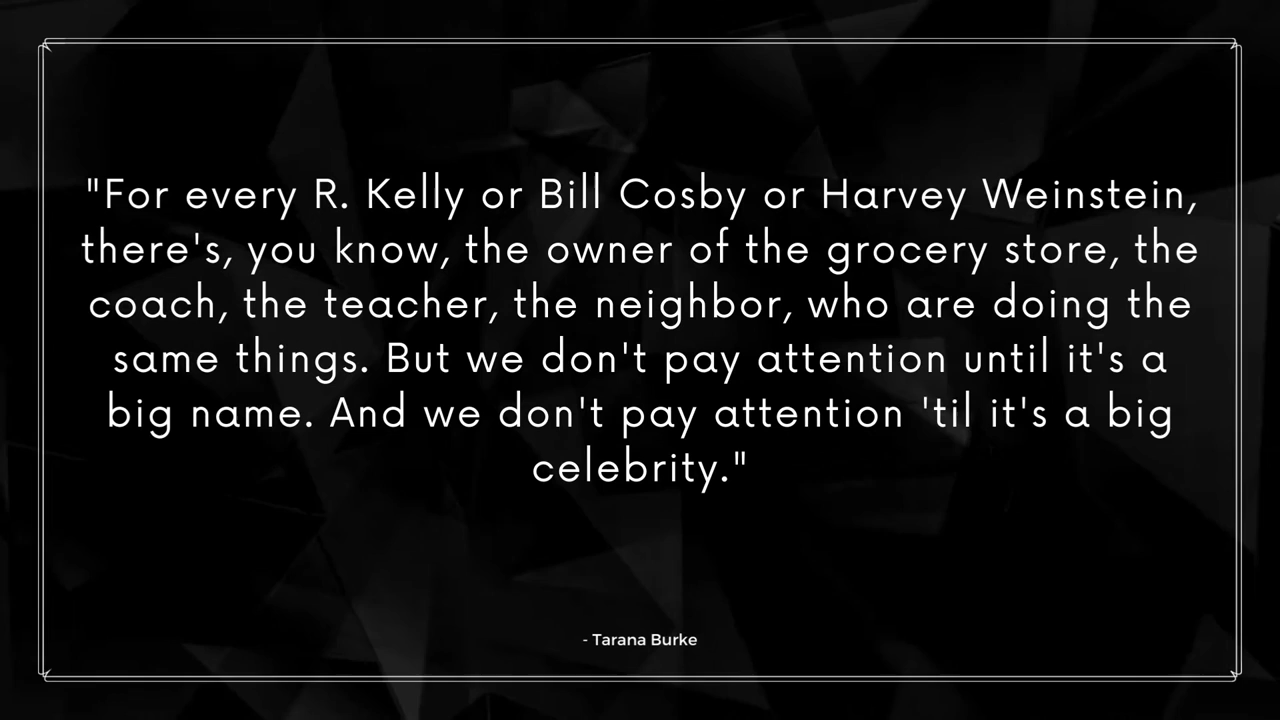 "For every R. Kelly or Bill Cosby or Harvey Weinstein,
there's, you know, the owner of the grocery store, the
coach, the teacher, the neighbor, who are doing the
same things. But we don't pay attention until it's a
big name. And we don't pay attention 'til it's a big
celebrity."
- Tarana Burke